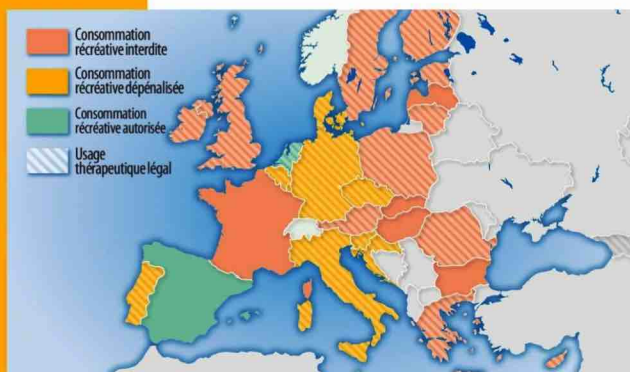 Consommation
récréative interdite
Consommation
récréative dépénalisée
Consommation
récréative autorisée
Usage
thérapeutique légal